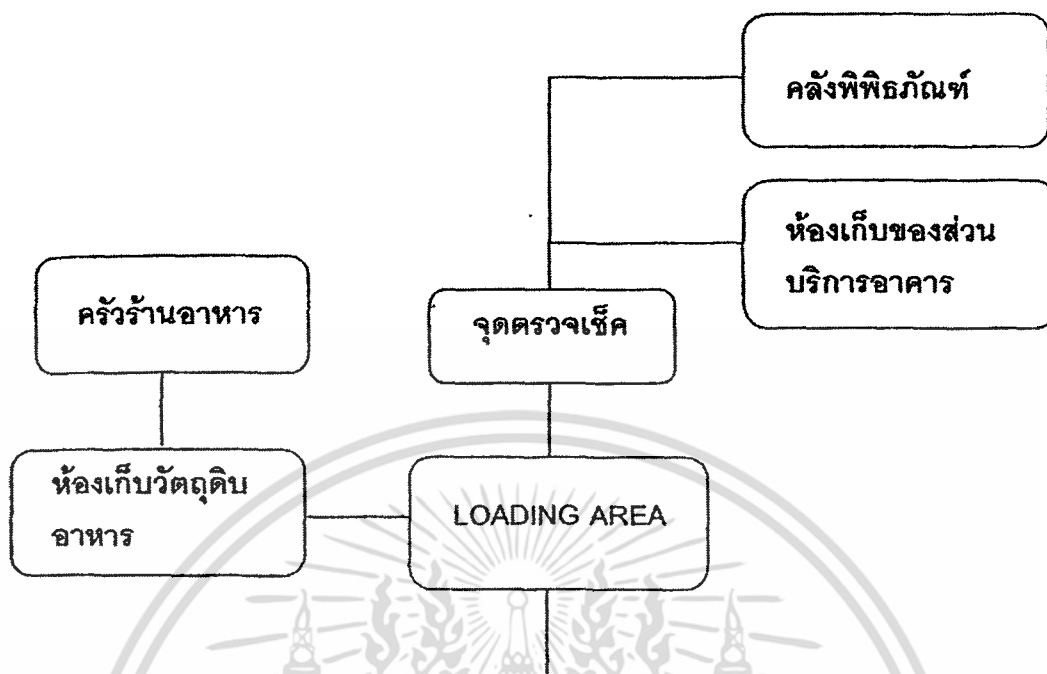 คลังพิพิธภัณฑ์
ห้องเก็บของส่วน
บริการอาคาร
ครัวร้านอาหาร
จุดตรวจเช็ค
ห้องเก็บวัตถุดิบ
อาหาร
LOADING AREA